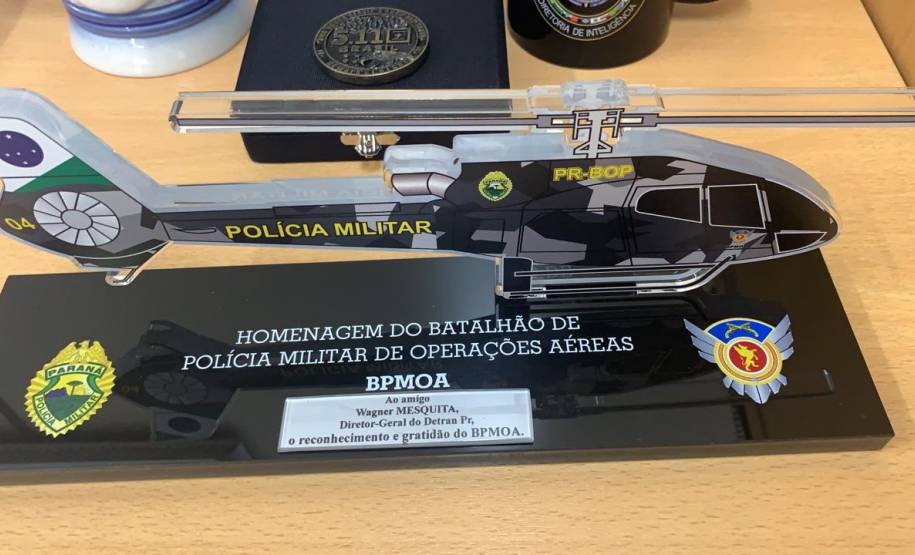 5.11
BRASIL
DIRETORIA DE INTELIGÊNCIA
PR-BOP
04
POLÍCIA MILITAR
HOMENAGEM DO BATALHÃO DE
POLÍCIA MILITAR DE OPERAÇÕES AÉREAS
BPMOA
PARANÁ
POLÍCIA MILITAR
Ao amigo
Wagner MESQUITA,
Diretor-Geral do Detran Pr,
o reconhecimento e gratidão do BPMOA.